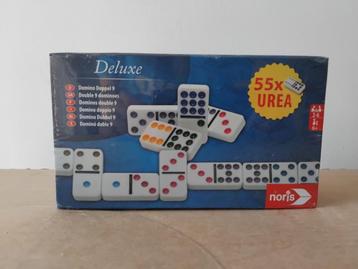 Deluxe
Domino Doppel 9
Double 9 dominoes
Dominos double 9
Domino doppio 9
Domino Dubbel 9
Dominó doble 9
55x
UREA
noris